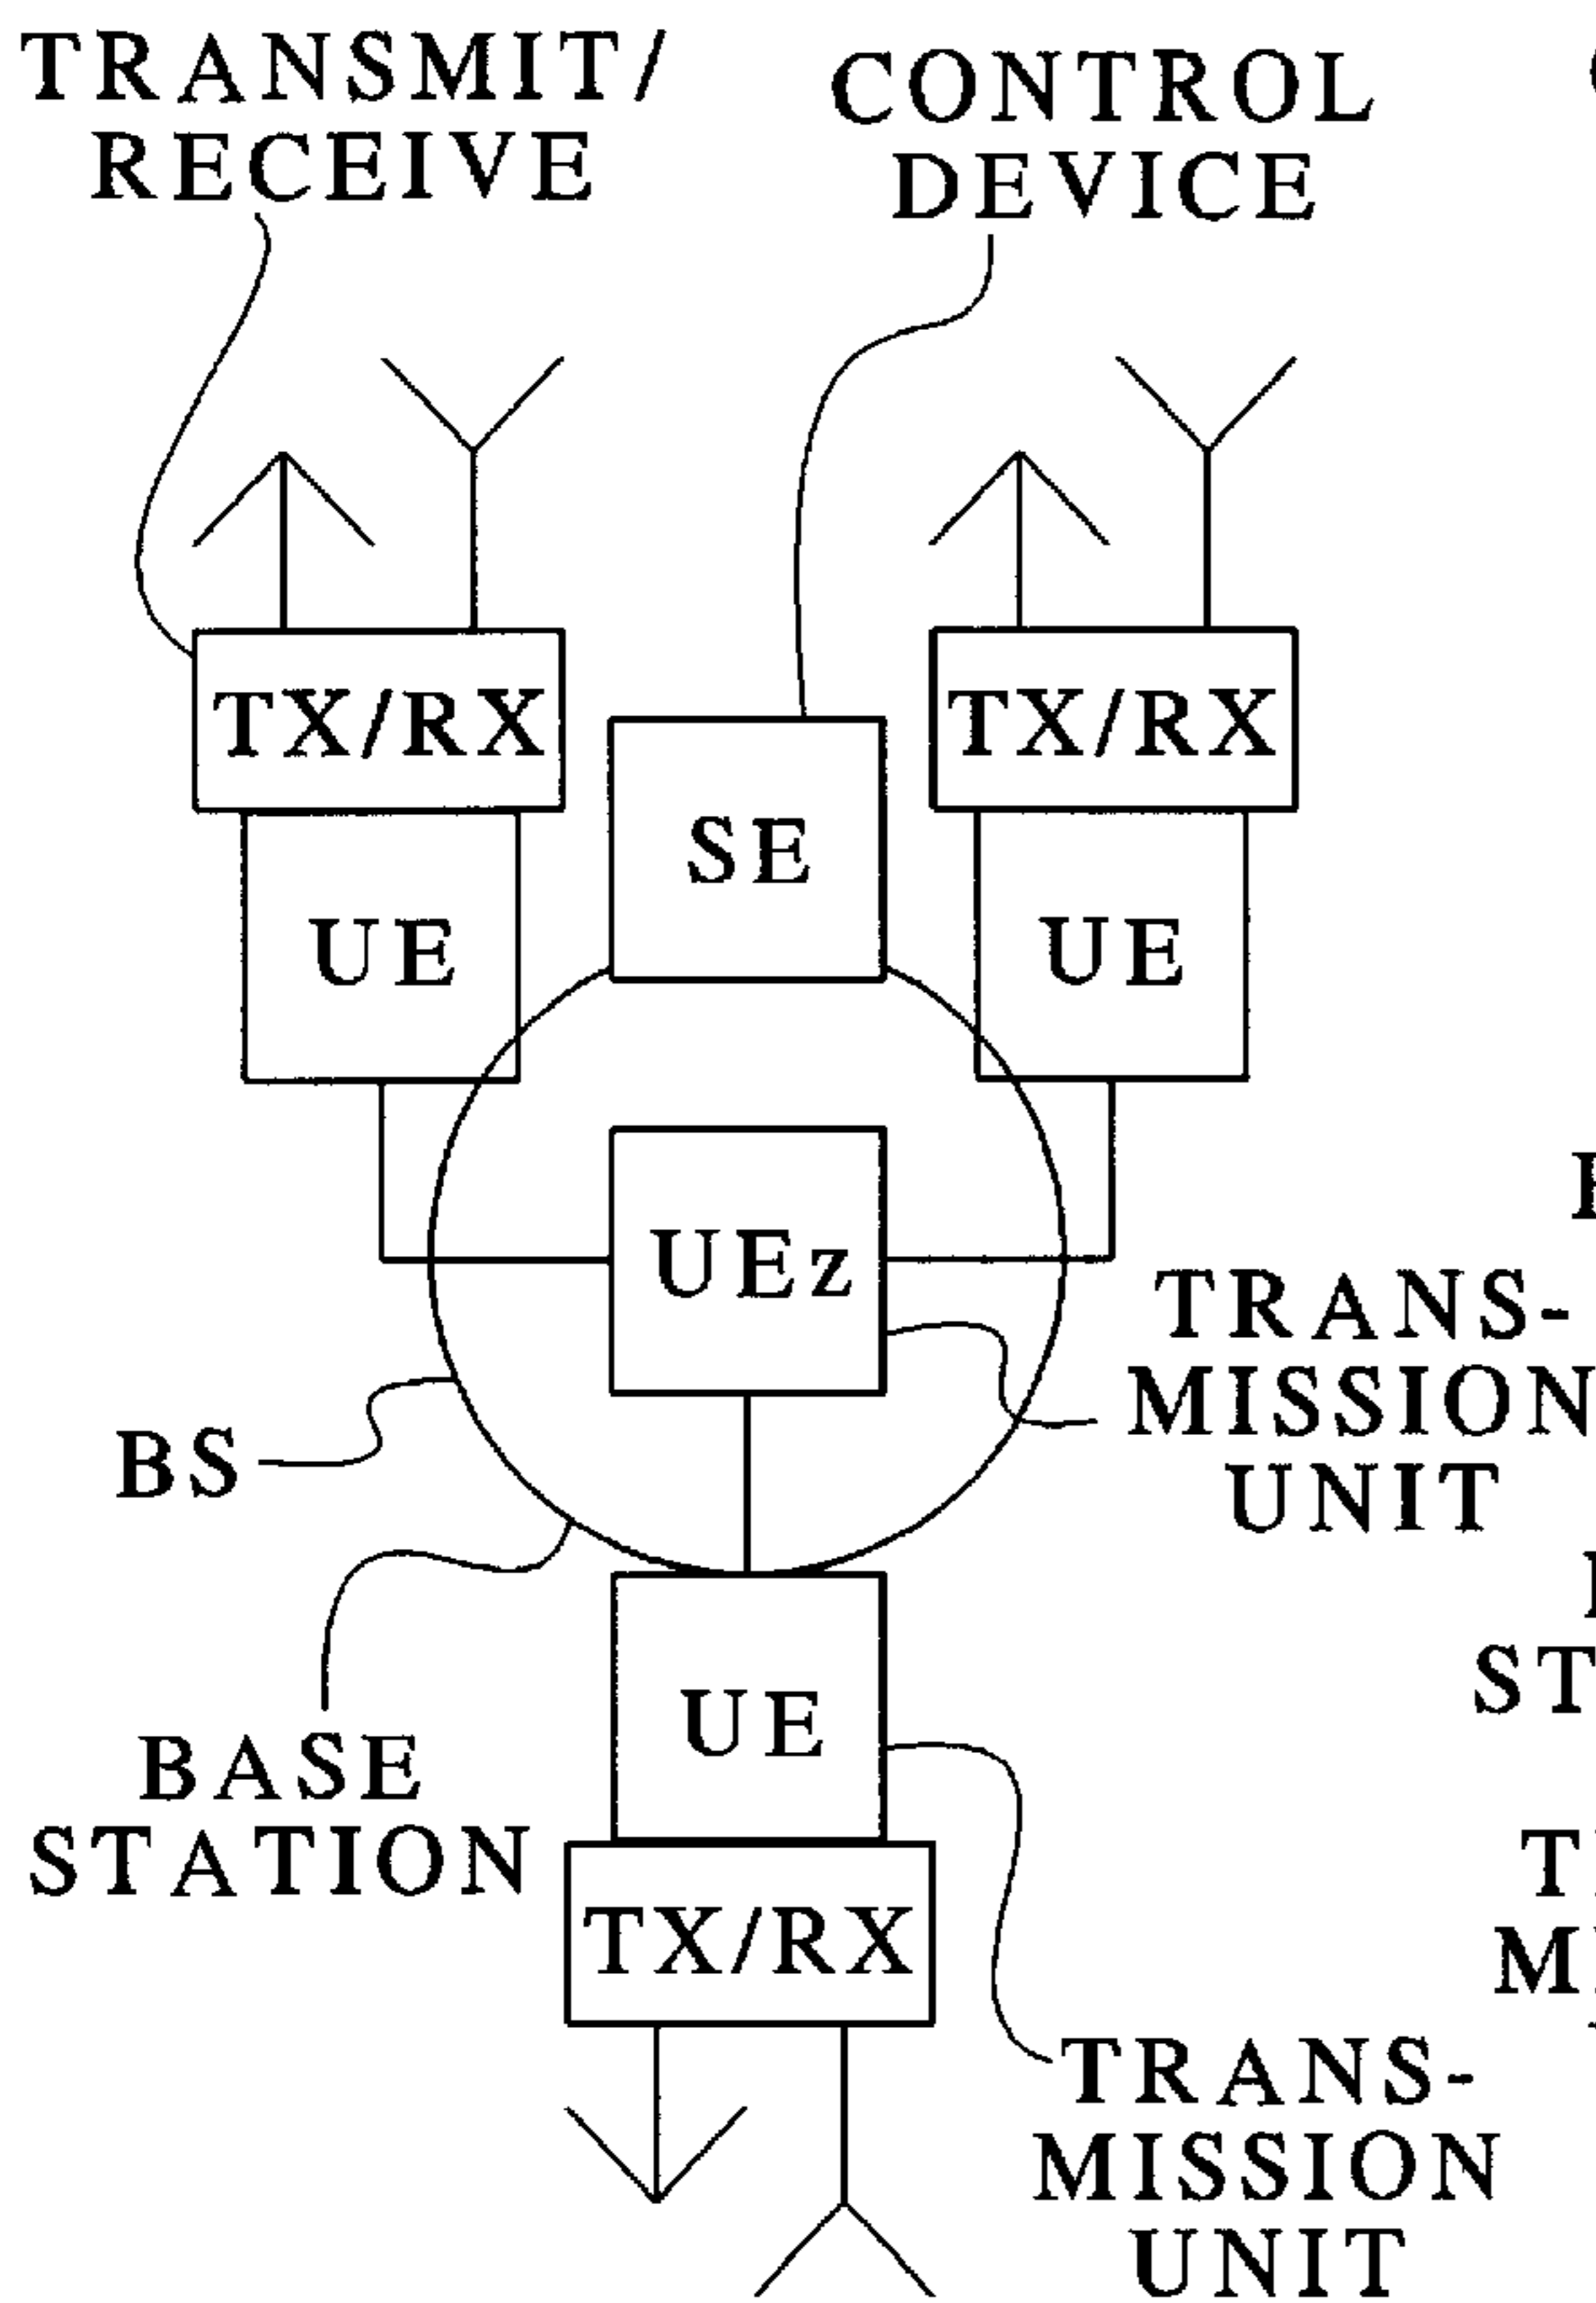 TRANSMIT/
RECEIVE
CONTROL
DEVICE
TX/RX
TX/RX
SE
UE
UE
UEz
TRANS-
MISSION
UNIT
BS
UE
BASE
STATION
TX/RX
TRANS-
MISSION
UNIT